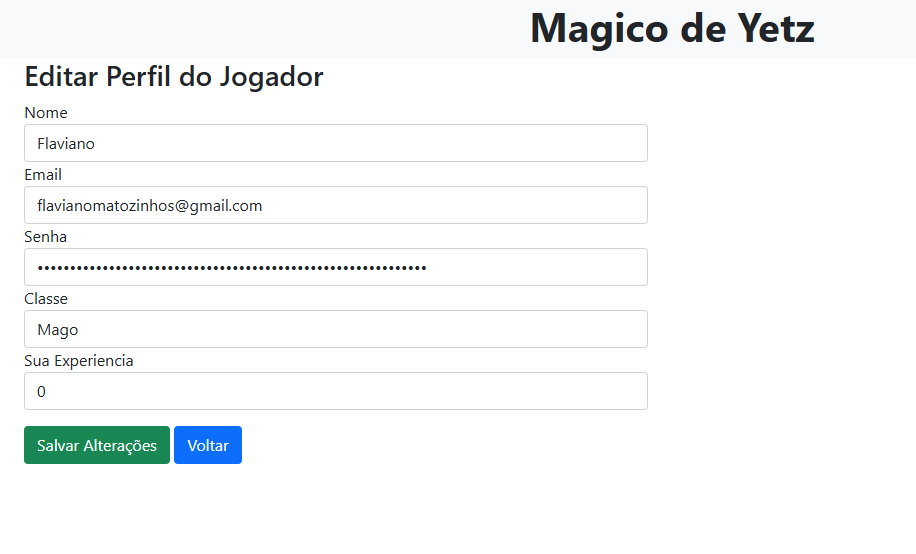 Magico de Yetz
Editar Perfil do Jogador
Nome
Flaviano
Email
flavianomatozinhos@gmail.com
Senha
••••••••••••••••••••••••••••••••••••••••••••••••••••••••••••
Classe
Mago
Sua Experiencia
0
Salvar Alterações Voltar